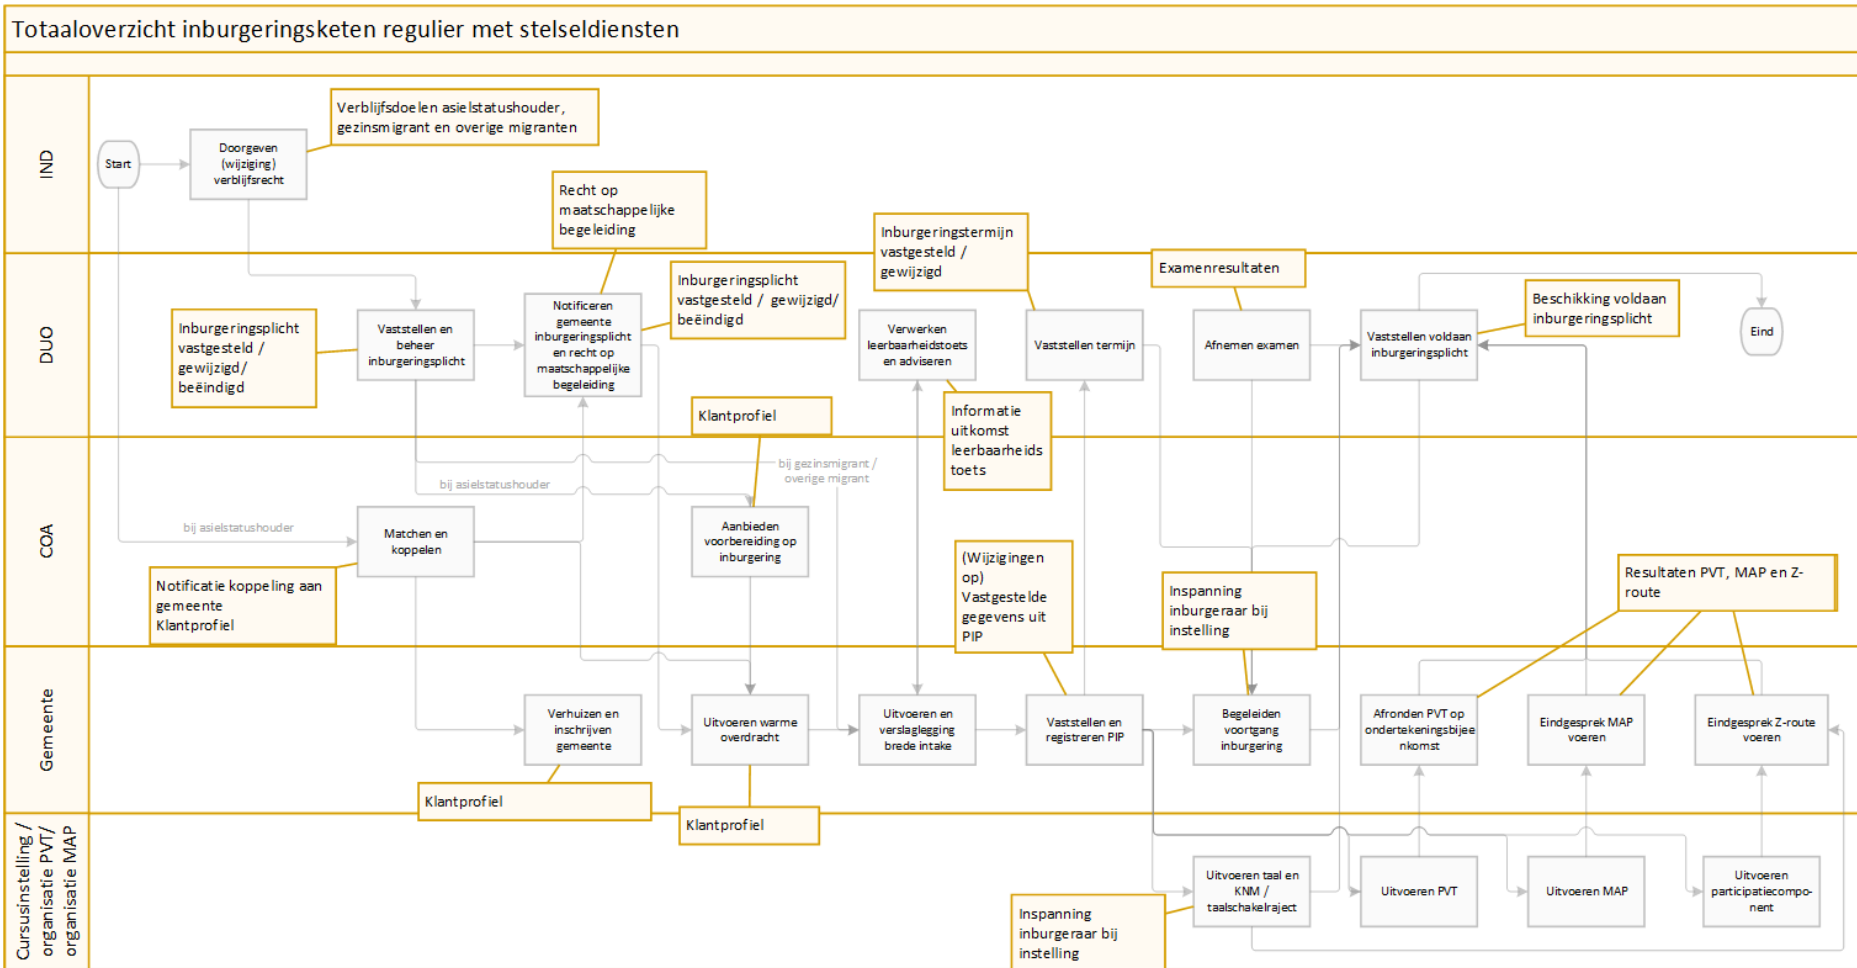 Totaaloverzicht inburgeringsketen regulier met stelseldiensten
IND
Start
Doorgeven
(wijziging)
verblijfsrecht
Verblijfsdoelen asielstatushouder,
gezinsmigrant en overige migranten
Recht op
maatschappelijke
begeleiding
Inburgeringstermijn
vastgesteld /
gewijzigd
Examenresultaten
DUO
Inburgeringsplicht
vastgesteld /
gewijzigd/
beëindigd
Vaststellen en
beheer
inburgeringsplicht
Notificeren
gemeente
inburgeringsplicht
en recht op
maatschappelijke
begeleiding
Inburgeringsplicht
vastgesteld / gewijzigd/
beëindigd
Verwerken
leerbaarheidstoets
en adviseren
Vaststellen termijn
Afnemen examen
Vaststellen voldaan
inburgeringsplicht
Beschikking voldaan
inburgeringsplicht
Eind
Klantprofiel
Informatie
uitkomst
leerbaarheids
toets
COA
bij asielstatushouder
bij asielstatushouder
bij gezinsmigrant /
overige migrant
Matchen en
koppelen
Aanbieden
voorbereiding op
inburgering
Notificatie koppeling aan
gemeente
Klantprofiel
(Wijzigingen
op)
Vastgestelde
gegevens uit
PIP
Inspanning
inburgeraar bij
instelling
Resultaten PVT, MAP en Z-
route
Gemeente
Verhuizen en
inschrijven
gemeente
Uitvoeren warme
overdracht
Uitvoeren en
verslaglegging
brede intake
Vaststellen en
registreren PIP
Begeleiden
voortgang
inburgering
Afronden PVT op
ondertekeningsbijee
nkomst
Eindgesprek MAP
voeren
Eindgesprek Z-route
voeren
Klantprofiel
Klantprofiel
Cursusinstelling /
organisatie PVT/
organisatie MAP
Inspanning
inburgeraar bij
instelling
Uitvoeren taal en
KNM /
taalschakelraject
Uitvoeren PVT
Uitvoeren MAP
Uitvoeren
participatiecompo-
nent